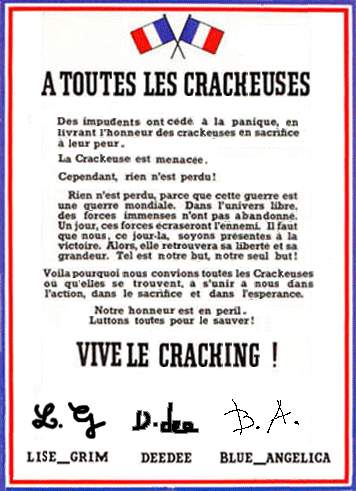 A TOUTES LES CRACKEUSES
Des impudents ont cédé à la panique, en
livrant l'honneur des crackeuses en sacrifice
à leur peur.
La Crackeuse est menacée.
Cependant, rien n'est perdu!
Rien n'est perdu, parce que cette guerre est
une guerre mondiale. Dans l'univers libre,
des forces immenses n'ont pas abandonné.
Un jour, ces forces écraseront l'ennemi. Il faut
que nous, ce jour-la, soyons présentes à la
victoire. Alors, elle retrouvera sa liberté et sa
grandeur. Tel est notre but, notre seul but!
Voila pourquoi nous convions toutes les Crackeuses
ou qu'elles se trouvent, à s'unir à nous dans
l'action, dans le sacrifice et dans l'esperance.
Notre honneur est en peril.
Luttons toutes pour le sauver!
VIVE LE CRACKING !
L. G D.dee B.A.
LISE_GRIM DEEDEE BLUE_ANGELICA